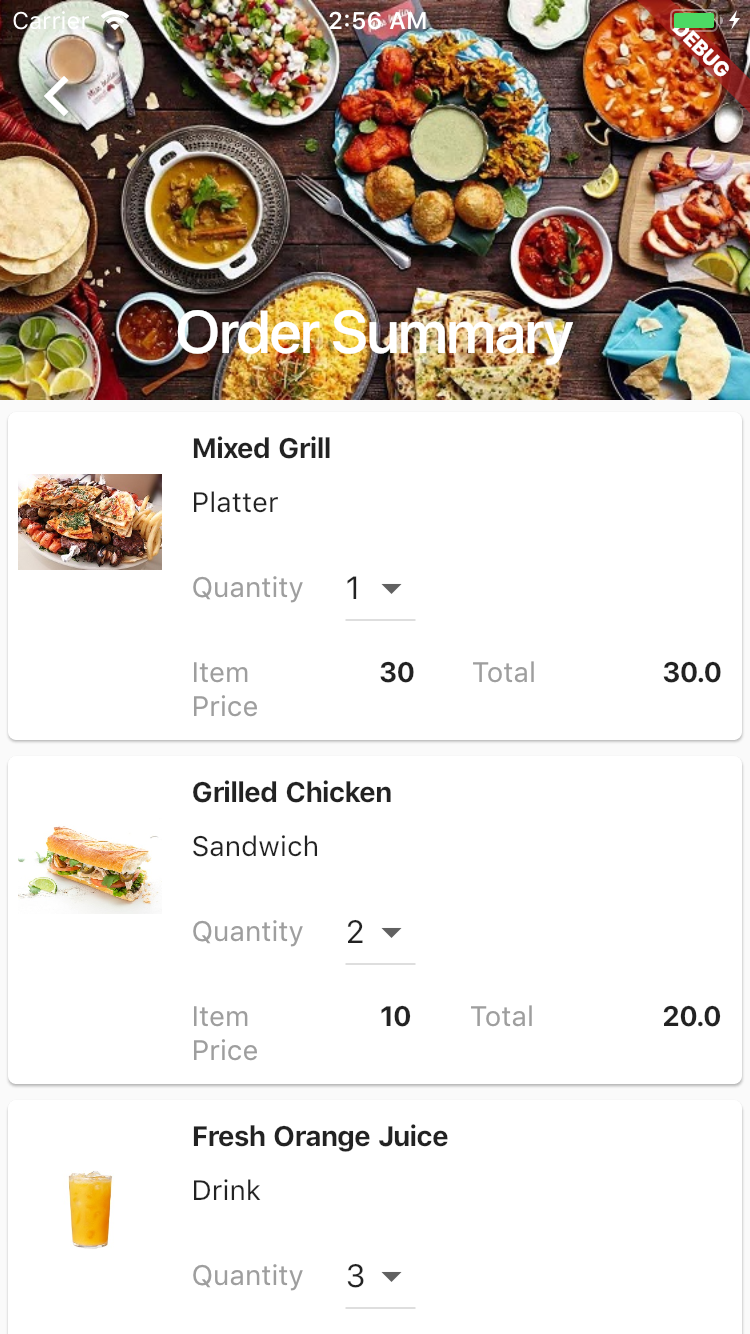 Carrier 2:56 AM
DEBUG
Order Summary
Mixed Grill
Platter
Quantity 1
Item Price 30 Total 30.0
Grilled Chicken
Sandwich
Quantity 2
Item Price 10 Total 20.0
Fresh Orange Juice
Drink
Quantity 3